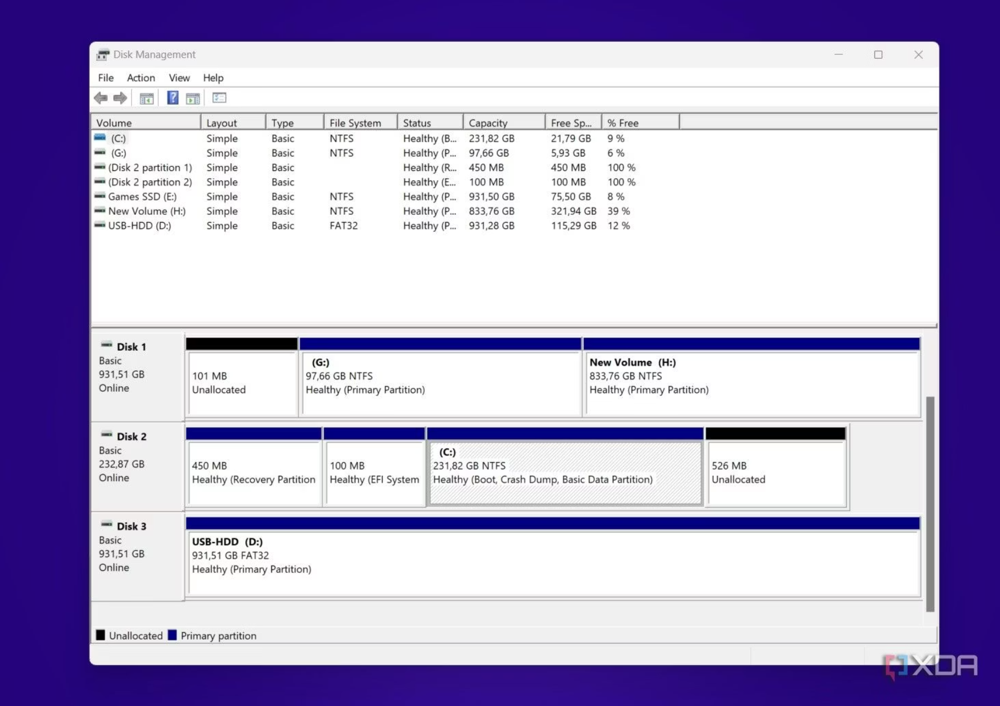 Disk Management
File Action View Help
Volume Layout Type File System Status Capacity Free Sp... % Free
(C:) Simple Basic NTFS Healthy (B... 231,82 GB 21,79 GB 9 %
(G:) Simple Basic NTFS Healthy (P... 97,66 GB 5,93 GB 6 %
(Disk 2 partition 1) Simple Basic Healthy (R... 450 MB 450 MB 100 %
(Disk 2 partition 2) Simple Basic Healthy (E... 100 MB 100 MB 100 %
Games SSD (E:) Simple Basic NTFS Healthy (P... 931,50 GB 75,50 GB 8 %
New Volume (H:) Simple Basic NTFS Healthy (P... 833,76 GB 321,94 GB 39 %
USB-HDD (D:) Simple Basic FAT32 Healthy (P... 931,28 GB 115,29 GB 12 %
Disk 1
Basic
931,51 GB
Online
101 MB
Unallocated
(G:)
97,66 GB NTFS
Healthy (Primary Partition)
New Volume (H:)
833,76 GB NTFS
Healthy (Primary Partition)
Disk 2
Basic
232,87 GB
Online
450 MB
Healthy (Recovery Partition
100 MB
Healthy (EFI System
(C:)
231,82 GB NTFS
Healthy (Boot, Crash Dump, Basic Data Partition)
526 MB
Unallocated
Disk 3
Basic
931,51 GB
Online
USB-HDD (D:)
931,51 GB FAT32
Healthy (Primary Partition)
Unallocated Primary partition
XDA